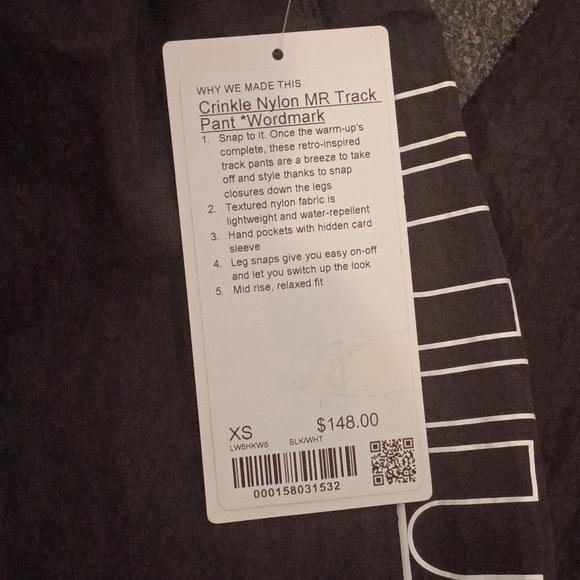 WHY WE MADE THIS
Crinkle Nylon MR Track
Pant *Wordmark
1. Snap to it. Once the warm-up's
complete, these retro-inspired
track pants are a breeze to take
off and style thanks to snap
closures down the legs
2. Textured nylon fabric is
lightweight and water-repellent
3. Hand pockets with hidden card
sleeve
4. Leg snaps give you easy on-off
and let you switch up the look
5. Mid rise, relaxed fit
XS $148.00
LW5HKWS BLK/WHT
000158031532